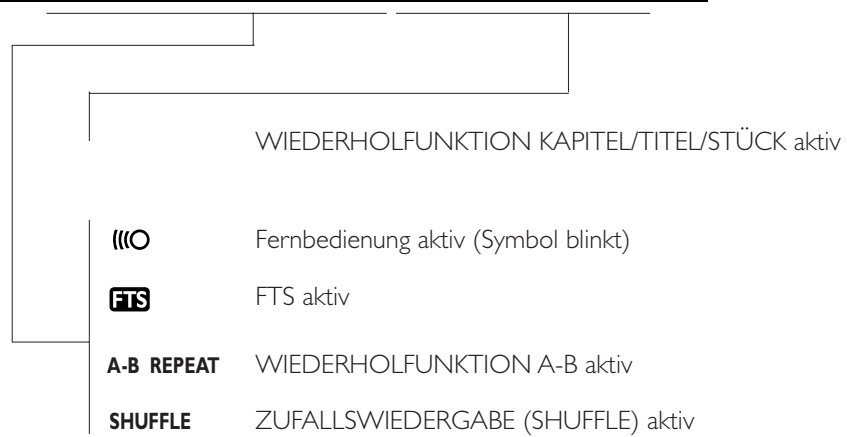 WIEDERHOLFUNKTION KAPITEL/TITEL/STÜCK aktiv
Fernbedienung aktiv (Symbol blinkt)
FTS FTS aktiv
A-B REPEAT WIEDERHOLFUNKTION A-B aktiv
SHUFFLE ZUFALLSWIEDERGABE (SHUFFLE) aktiv